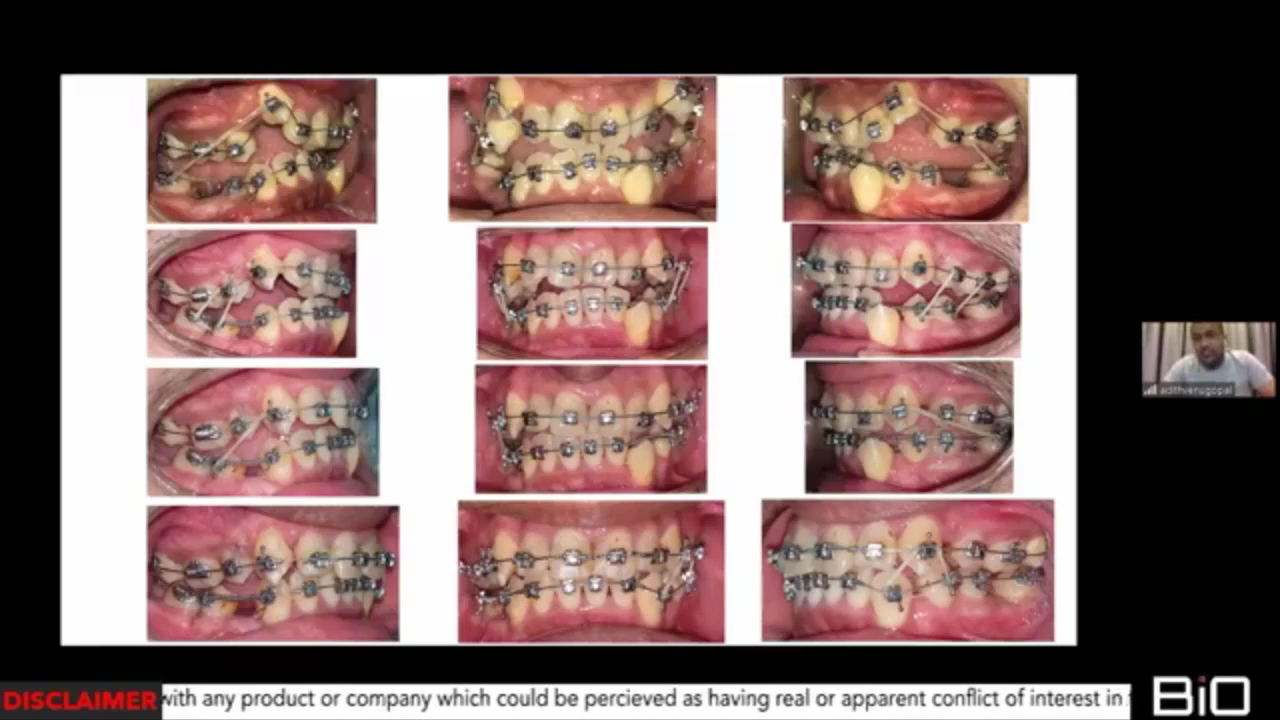 adithvenugopal
DISCLAIMER
with any product or company which could be percieved as having real or apparent conflict of interest in
BiO